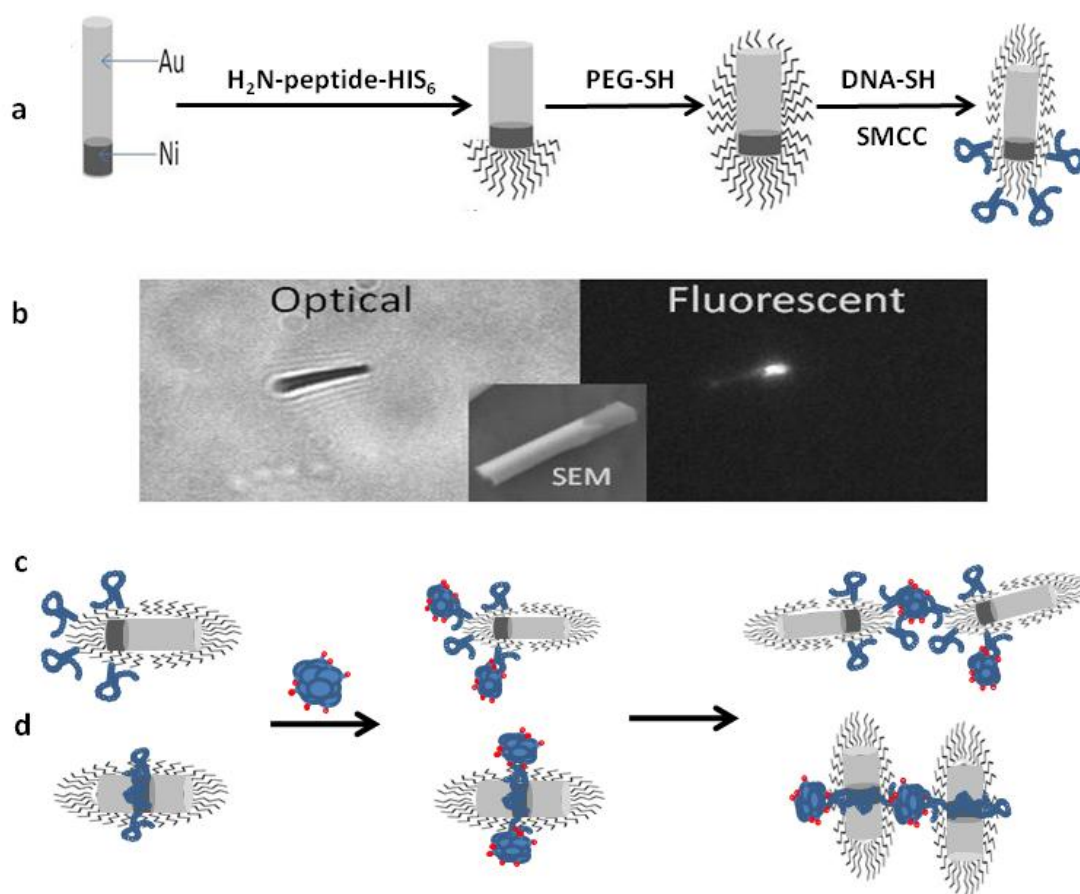 a
Au
Ni
H₂N-peptide-HIS₆
PEG-SH
DNA-SH
SMCC
b
Optical
Fluorescent
SEM
c
d